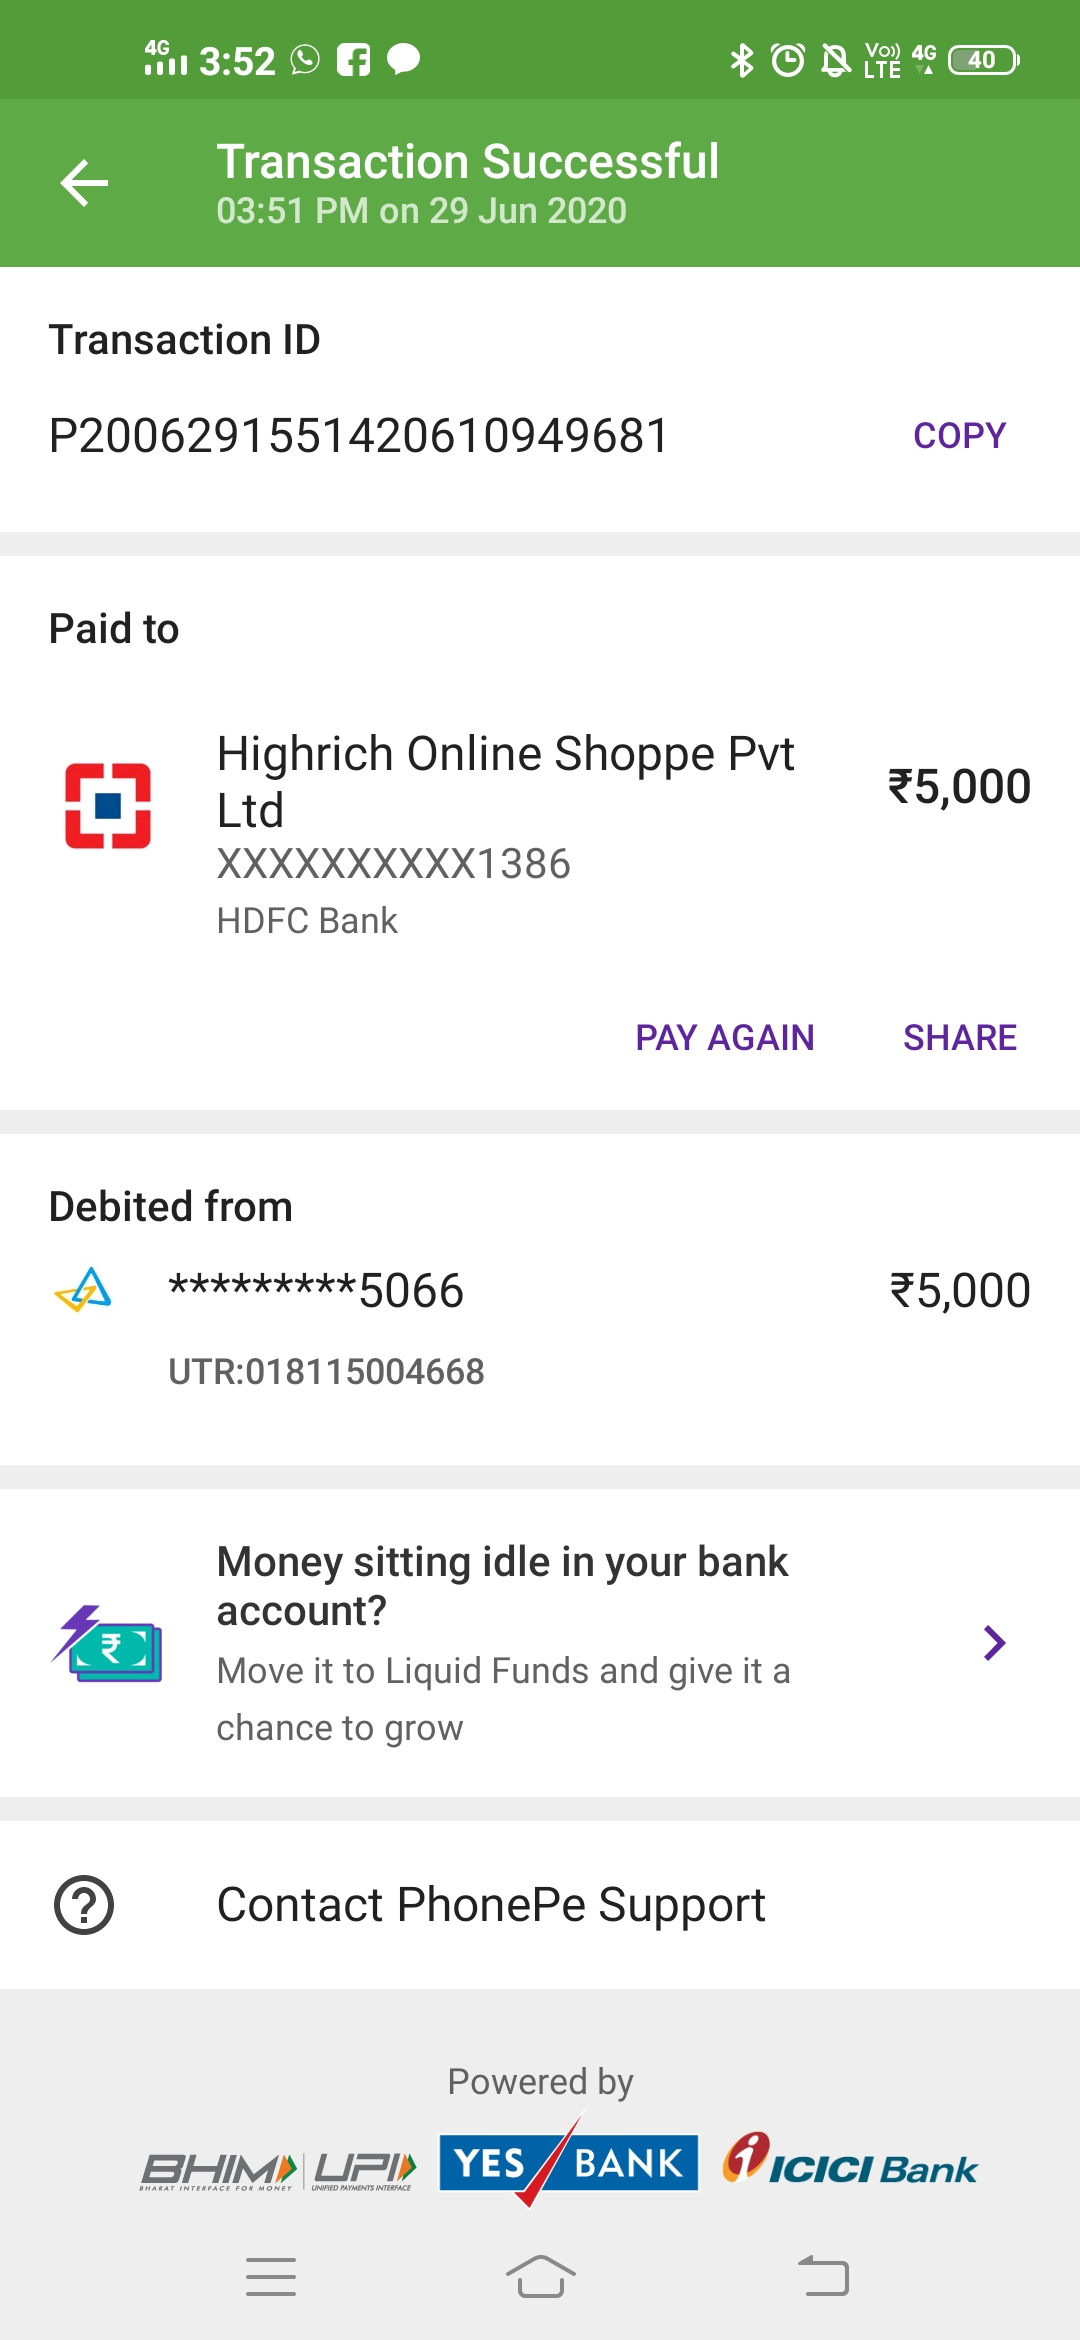 4G 3:52 Vo)) LTE 4G 40
Transaction Successful
03:51 PM on 29 Jun 2020
Transaction ID
P2006291551420610949681 COPY
Paid to
Highrich Online Shoppe Pvt
Ltd
₹5,000
XXXXXXXXXX1386
HDFC Bank
PAY AGAIN SHARE
Debited from
*********5066 ₹5,000
UTR:018115004668
Money sitting idle in your bank
account?
Move it to Liquid Funds and give it a
chance to grow
Contact PhonePe Support
Powered by
BHIM UPI YES BANK ICICI Bank
BHARAT INTERFACE FOR MONEY UNIFIED PAYMENTS INTERFACE